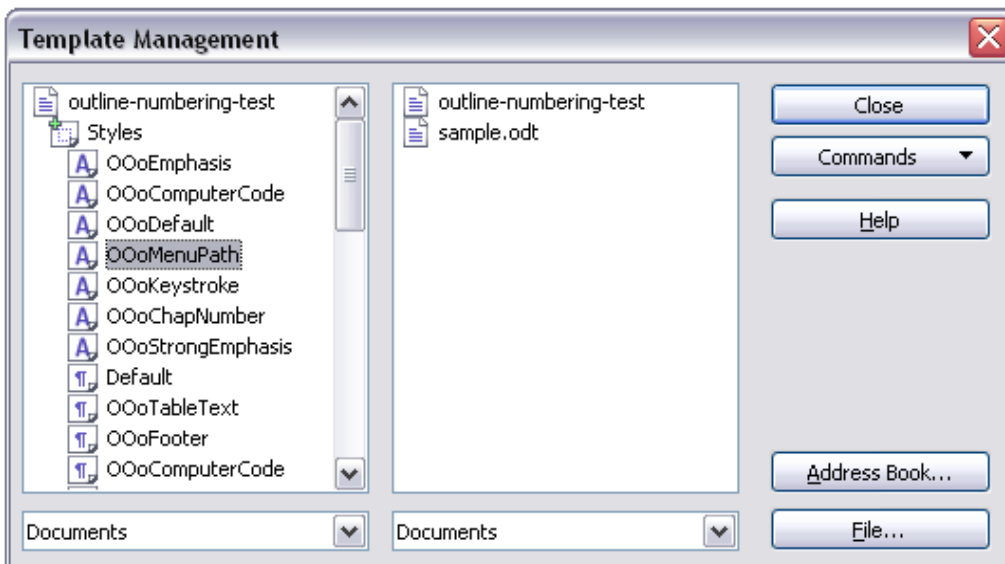 Template Management
outline-numbering-test
Styles
OOoEmphasis
OOoComputerCode
OOoDefault
OOoMenuPath
OOoKeystroke
OOoChapNumber
OOoStrongEmphasis
Default
OOoTableText
OOoFooter
OOoComputerCode
Documents
outline-numbering-test
sample.odt
Documents
Close
Commands
Help
Address Book...
File...